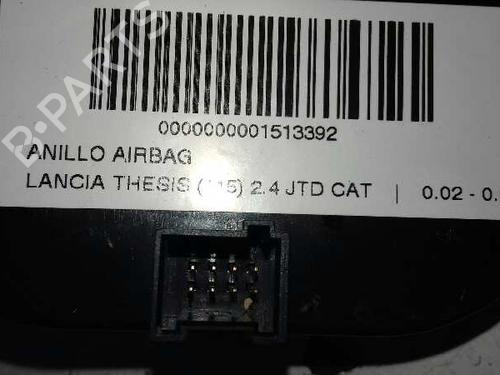 0000000001513392
ANILLO AIRBAG
LANCIA THESIS 2.4 JTD CAT | 0.02 - 0.
B-PARTS